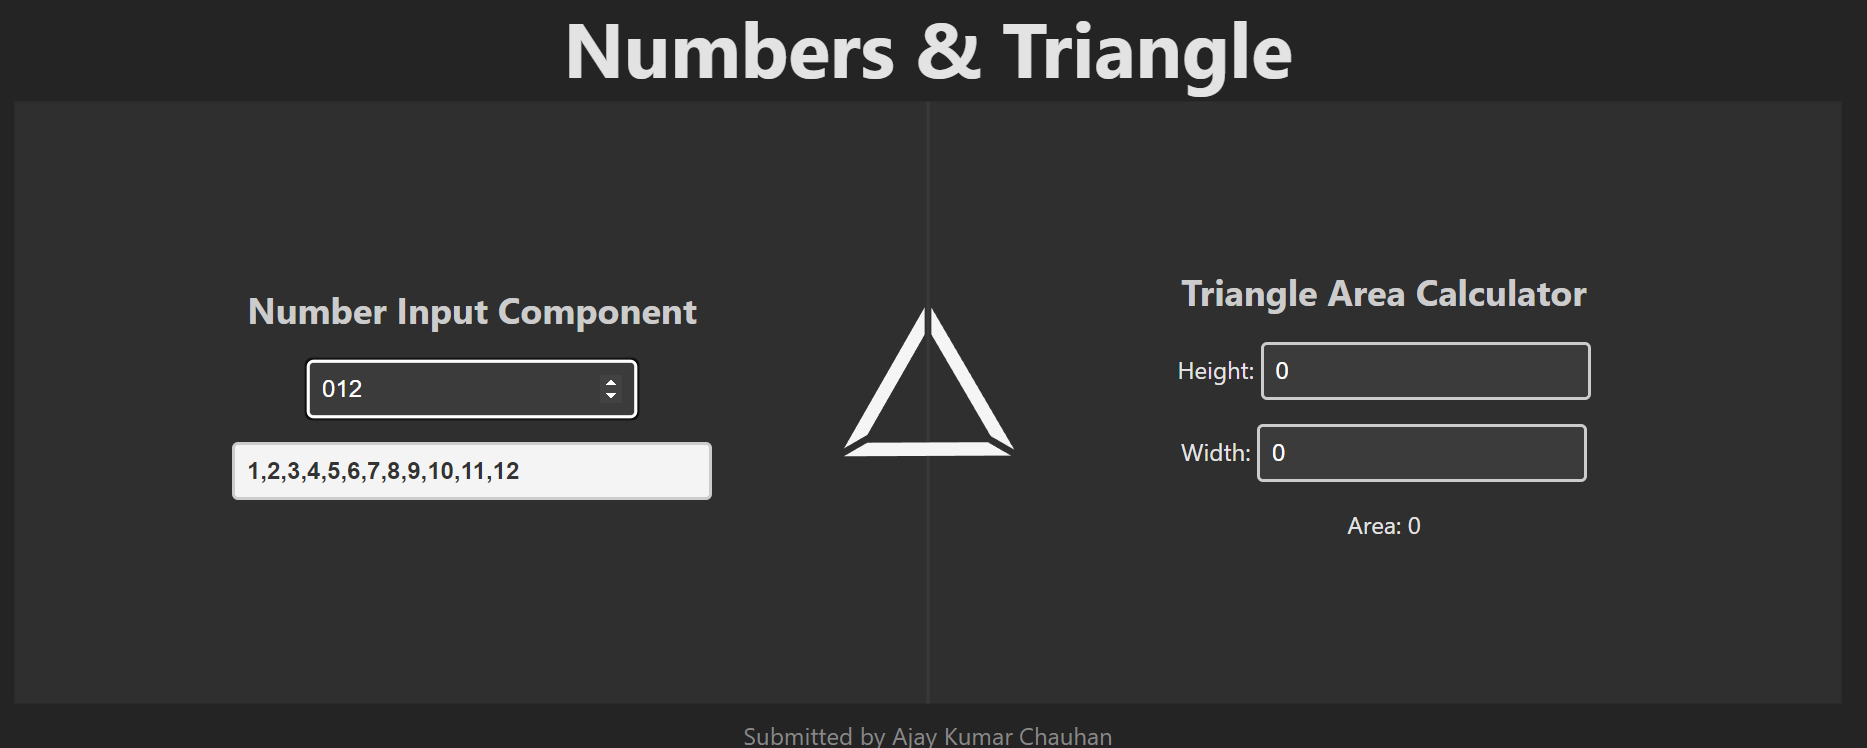 Numbers & Triangle
Number Input Component
012
1,2,3,4,5,6,7,8,9,10,11,12
Triangle Area Calculator
Height: 0
Width: 0
Area: 0
Submitted by Ajay Kumar Chauhan